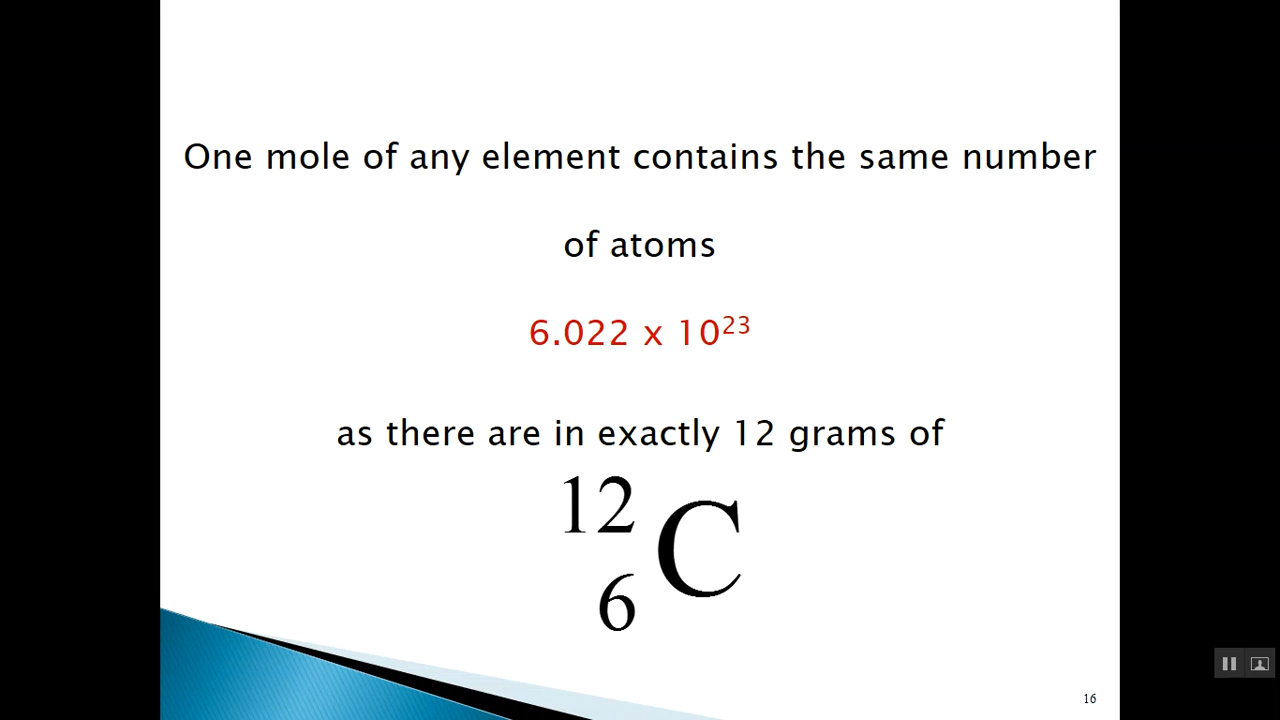 One mole of any element contains the same number
of atoms
6.022 x 10²³
as there are in exactly 12 grams of
¹²₆C
16